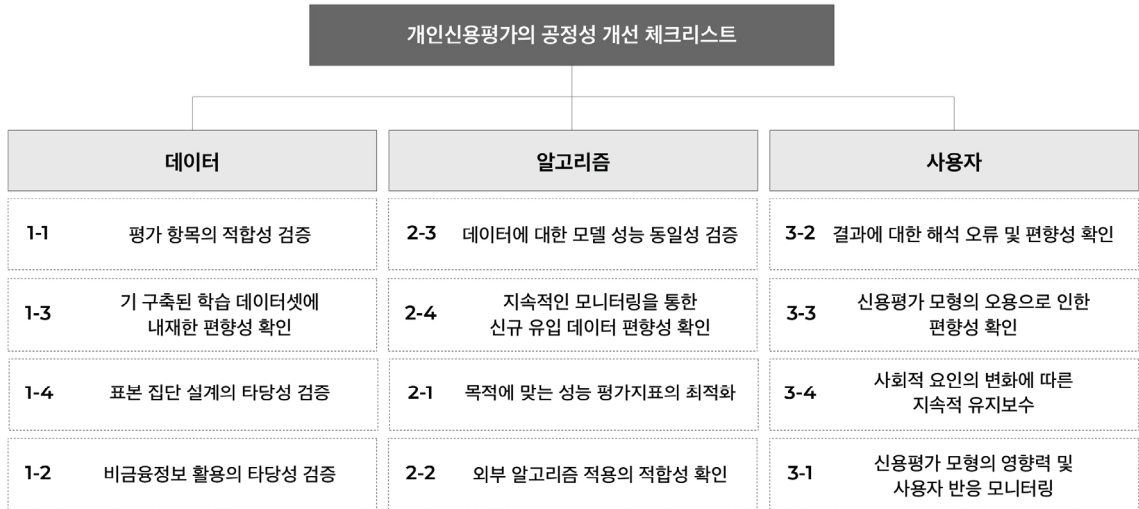 개인신용평가의 공정성 개선 체크리스트
데이터
1-1 평가 항목의 적합성 검증
1-3 기 구축된 학습 데이터셋에
내재한 편향성 확인
1-4 표본 집단 설계의 타당성 검증
1-2 비금융정보 활용의 타당성 검증
알고리즘
2-3 데이터에 대한 모델 성능 동일성 검증
2-4 지속적인 모니터링을 통한
신규 유입 데이터 편향성 확인
2-1 목적에 맞는 성능 평가지표의 최적화
2-2 외부 알고리즘 적용의 적합성 확인
사용자
3-2 결과에 대한 해석 오류 및 편향성 확인
3-3 신용평가 모형의 오용으로 인한
편향성 확인
3-4 사회적 요인의 변화에 따른
지속적 유지보수
3-1 신용평가 모형의 영향력 및
사용자 반응 모니터링